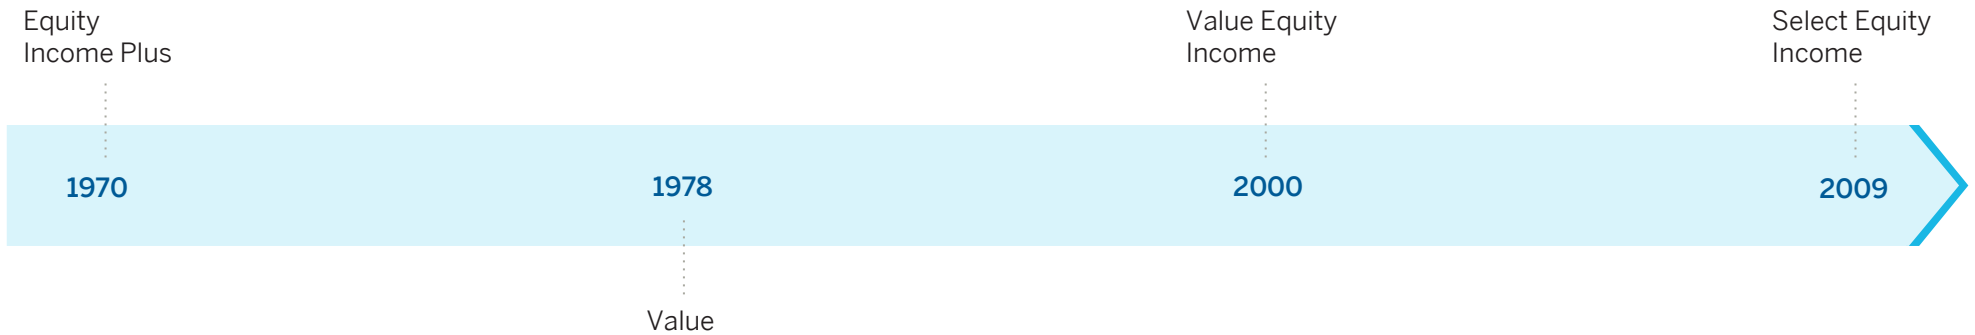 Equity
Income Plus
Value Equity
Income
Select Equity
Income
1970
1978
2000
2009
Value